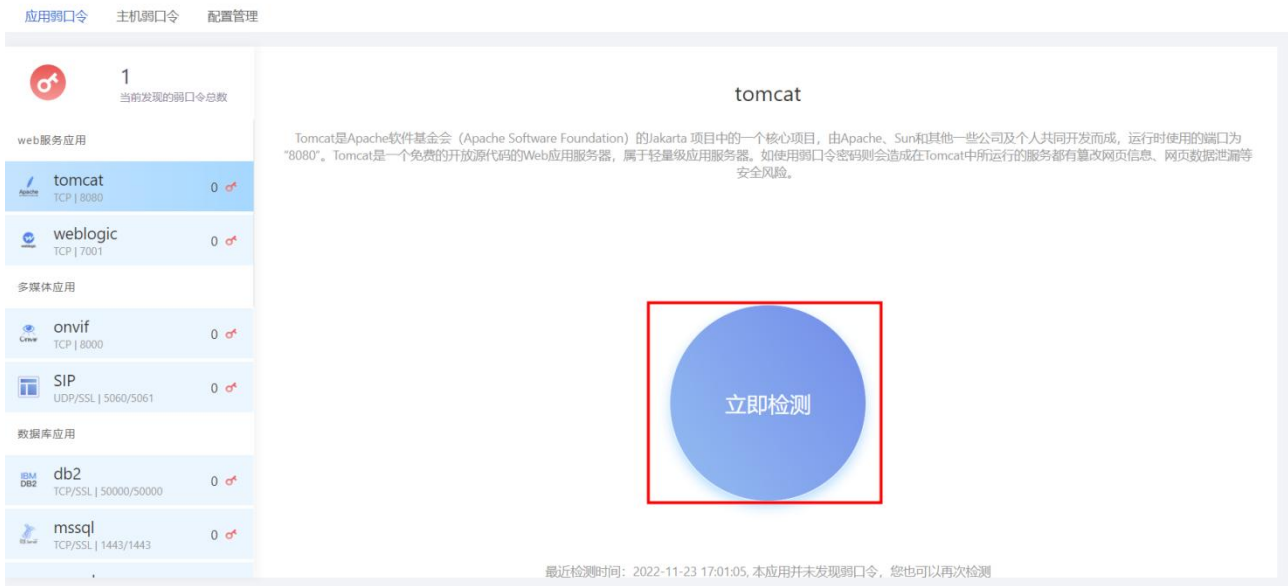 应用弱口令 主机弱口令 配置管理
1
当前发现的弱口令总数
web服务应用
tomcat
TCP | 8080
0
weblogic
TCP | 7001
0
多媒体应用
onvif
TCP | 8000
0
SIP
UDP/SSL | 5060/5061
0
数据库应用
IBM
DB2
db2
TCP/SSL | 50000/50000
0
mssql
TCP/SSL | 1443/1443
0
tomcat
Tomcat是Apache软件基金会（Apache Software Foundation）的Jakarta 项目中的一个核心项目，由Apache、Sun和其他一些公司及个人共同开发而成，运行时使用的端口为
“8080”。Tomcat是一个免费的开放源代码的Web应用服务器，属于轻量级应用服务器。如使用弱口令密码则会造成在Tomcat中所运行的服务都有篡改网页信息、网页数据泄漏等
安全风险。
立即检测
最近检测时间：2022-11-23 17:01:05, 本应用并未发现弱口令，您也可以再次检测